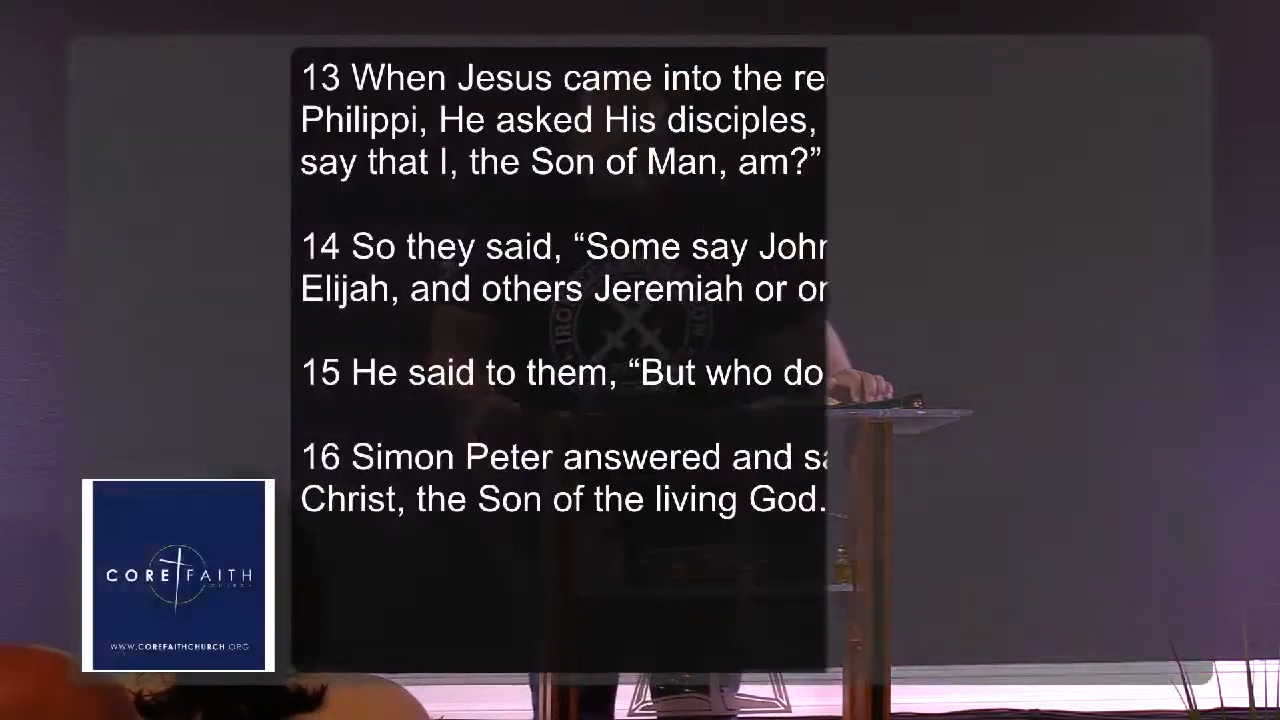 13 When Jesus came into the re
Philippi, He asked His disciples,
say that I, the Son of Man, am?”
14 So they said, “Some say John
Elijah, and others Jeremiah or or
15 He said to them, “But who do
16 Simon Peter answered and sa
Christ, the Son of the living God.
IRO
CORE FAITH
CHURCH
WWW.COREFAITHCHURCH.ORG